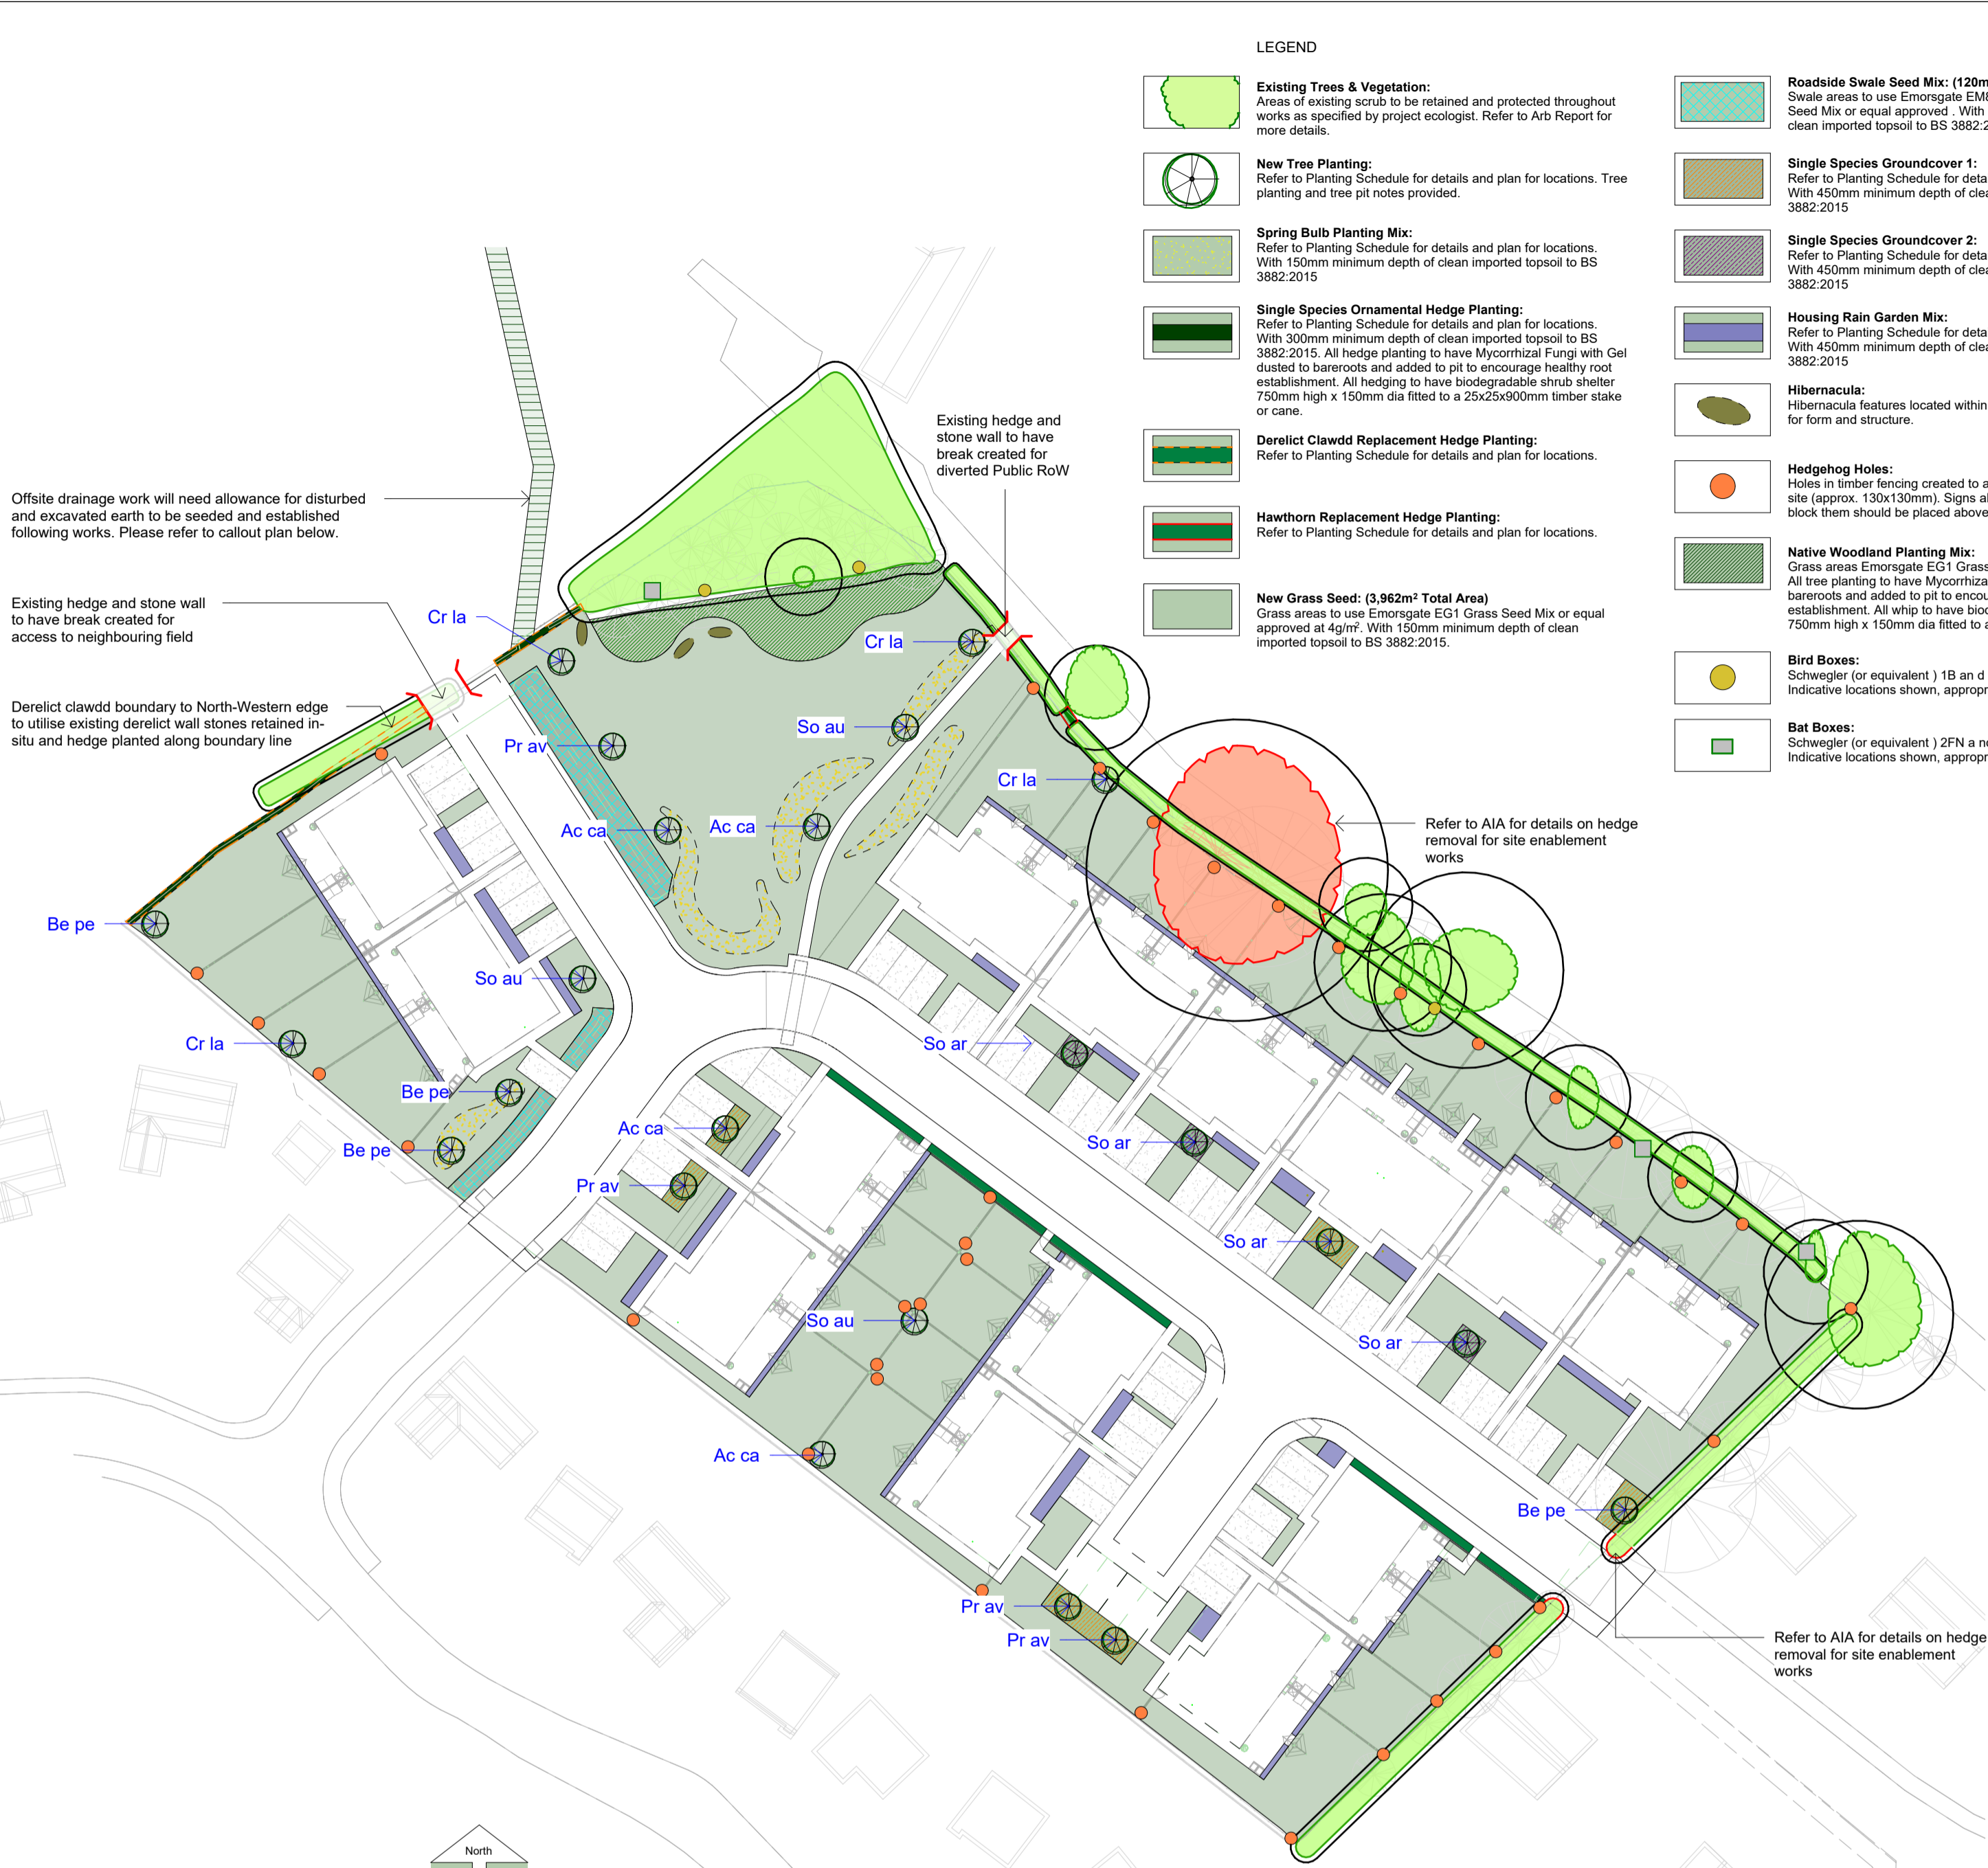 LEGEND
Existing Trees & Vegetation:
Areas of existing scrub to be retained and protected throughout
works as specified by project ecologist. Refer to Arb Report for
more details.
New Tree Planting:
Refer to Planting Schedule for details and plan for locations. Tree
planting and tree pit notes provided.
Spring Bulb Planting Mix:
Refer to Planting Schedule for details and plan for locations.
With 150mm minimum depth of clean imported topsoil to BS
3882:2015
Single Species Ornamental Hedge Planting:
Refer to Planting Schedule for details and plan for locations.
With 300mm minimum depth of clean imported topsoil to BS
3882:2015. All hedge planting to have Mycorrhizal Fungi with Gel
dusted to bareroots and added to pit to encourage healthy root
establishment. All hedging to have biodegradable shrub shelter
750mm high x 150mm dia fitted to a 25x25x900mm timber stake
or cane.
Derelict Clawdd Replacement Hedge Planting:
Refer to Planting Schedule for details and plan for locations.
Hawthorn Replacement Hedge Planting:
Refer to Planting Schedule for details and plan for locations.
New Grass Seed: (3,962m² Total Area)
Grass areas to use Emorsgate EG1 Grass Seed Mix or equal
approved at 4g/m². With 150mm minimum depth of clean
imported topsoil to BS 3882:2015.
Roadside Swale Seed Mix: (120m
Swale areas to use Emorsgate EM8
Seed Mix or equal approved . With
clean imported topsoil to BS 3882:2
Single Species Groundcover 1:
Refer to Planting Schedule for deta
With 450mm minimum depth of clea
3882:2015
Single Species Groundcover 2:
Refer to Planting Schedule for deta
With 450mm minimum depth of clea
3882:2015
Housing Rain Garden Mix:
Refer to Planting Schedule for deta
With 450mm minimum depth of clea
3882:2015
Hibernacula:
Hibernacula features located within
for form and structure.
Hedgehog Holes:
Holes in timber fencing created to a
site (approx. 130x130mm). Signs al
block them should be placed above
Native Woodland Planting Mix:
Grass areas Emorsgate EG1 Grass
All tree planting to have Mycorrhiza
bareroots and added to pit to encou
establishment. All whip to have biod
750mm high x 150mm dia fitted to a
Bird Boxes:
Schwegler (or equivalent ) 1B an d
Indicative locations shown, appropr
Bat Boxes:
Schwegler (or equivalent ) 2FN a no
Indicative locations shown, appropr
Existing hedge and
stone wall to have
break created for
diverted Public RoW
Offsite drainage work will need allowance for disturbed
and excavated earth to be seeded and established
following works. Please refer to callout plan below.
Existing hedge and stone wall
to have break created for
access to neighbouring field
Derelict clawdd boundary to North-Western edge
to utilise existing derelict wall stones retained in-
situ and hedge planted along boundary line
Cr la
Cr la
So au
Pr av
Cr la
Ac ca
Ac ca
Refer to AIA for details on hedge
removal for site enablement
works
Be pe
So au
Cr la
So ar
Be pe
Ac ca
So ar
Be pe
Pr av
So ar
So au
So ar
Ac ca
Be pe
Pr av
Pr av
Refer to AIA for details on hedge
removal for site enablement
works
North